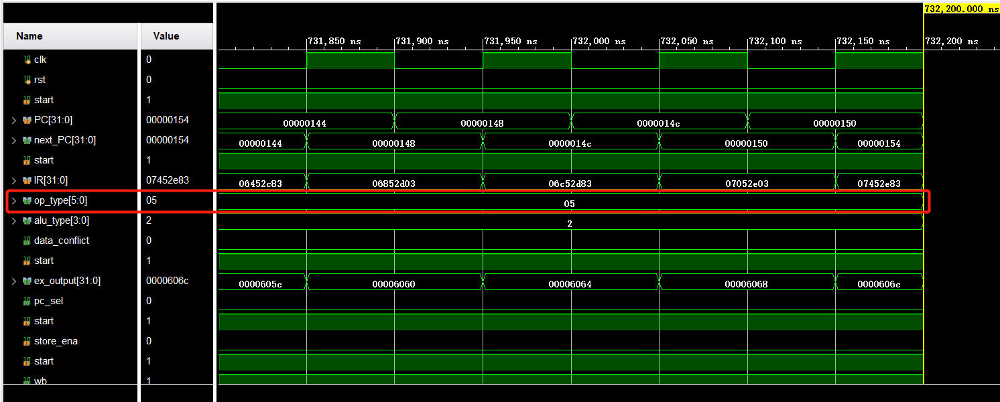 732,200.000 ns
Name Value
731,850 ns 731,900 ns 731,950 ns 732,000 ns 732,050 ns 732,100 ns 732,150 ns 732,200 ns
clk 0
rst 0
start 1
PC[31:0] 00000154 00000144 00000148 0000014c 00000150
next_PC[31:0] 00000154 00000144 00000148 0000014c 00000150 00000154
start 1
IR[31:0] 07452e83 06452c83 06852d03 06c52d83 07052e03 07452e83
op_type[5:0] 05 05
alu_type[3:0] 2 2
data_conflict 0
start 1
ex_output[31:0] 0000606c 0000605c 00006060 00006064 00006068 0000606c
pc_sel 0
start 1
store_ena 0
start 1
wb 1